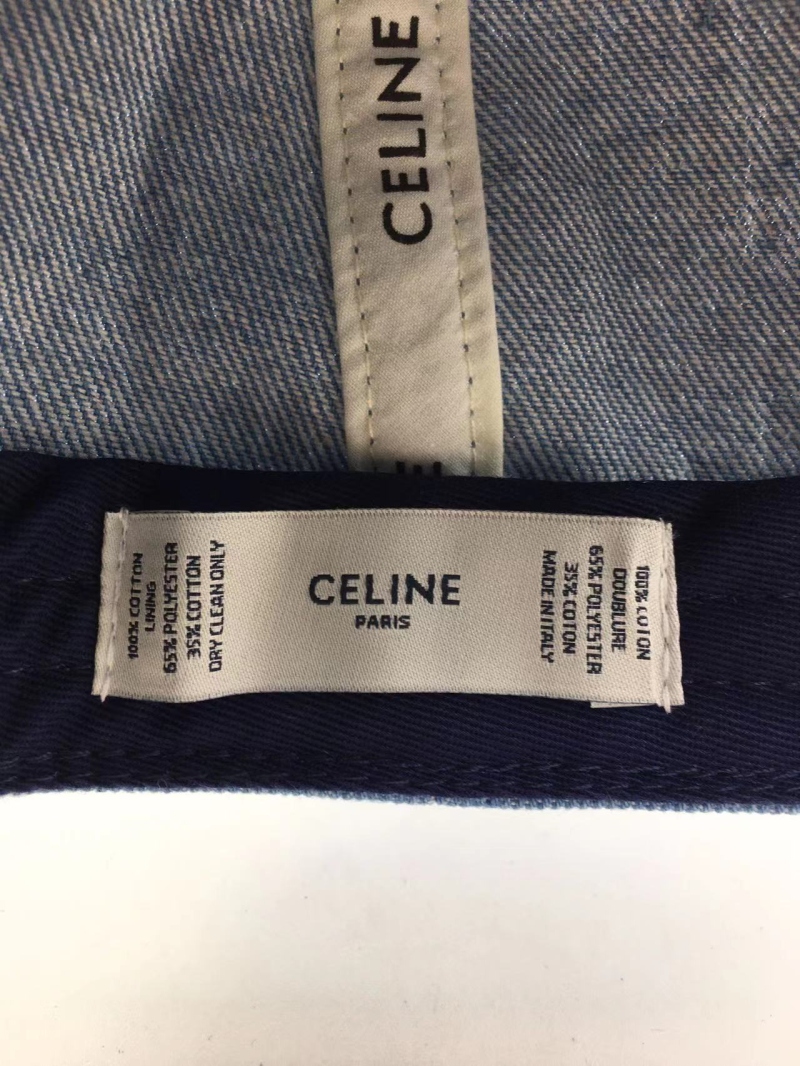 CELINE
NE
100% COTTON
LINING
65% POLYESTER
35% COTTON
DRY CLEAN ONLY
CELINE
PARIS
100% COTON
DOUBLURE
65% POLYESTER
35% COTON
MADE IN ITALY